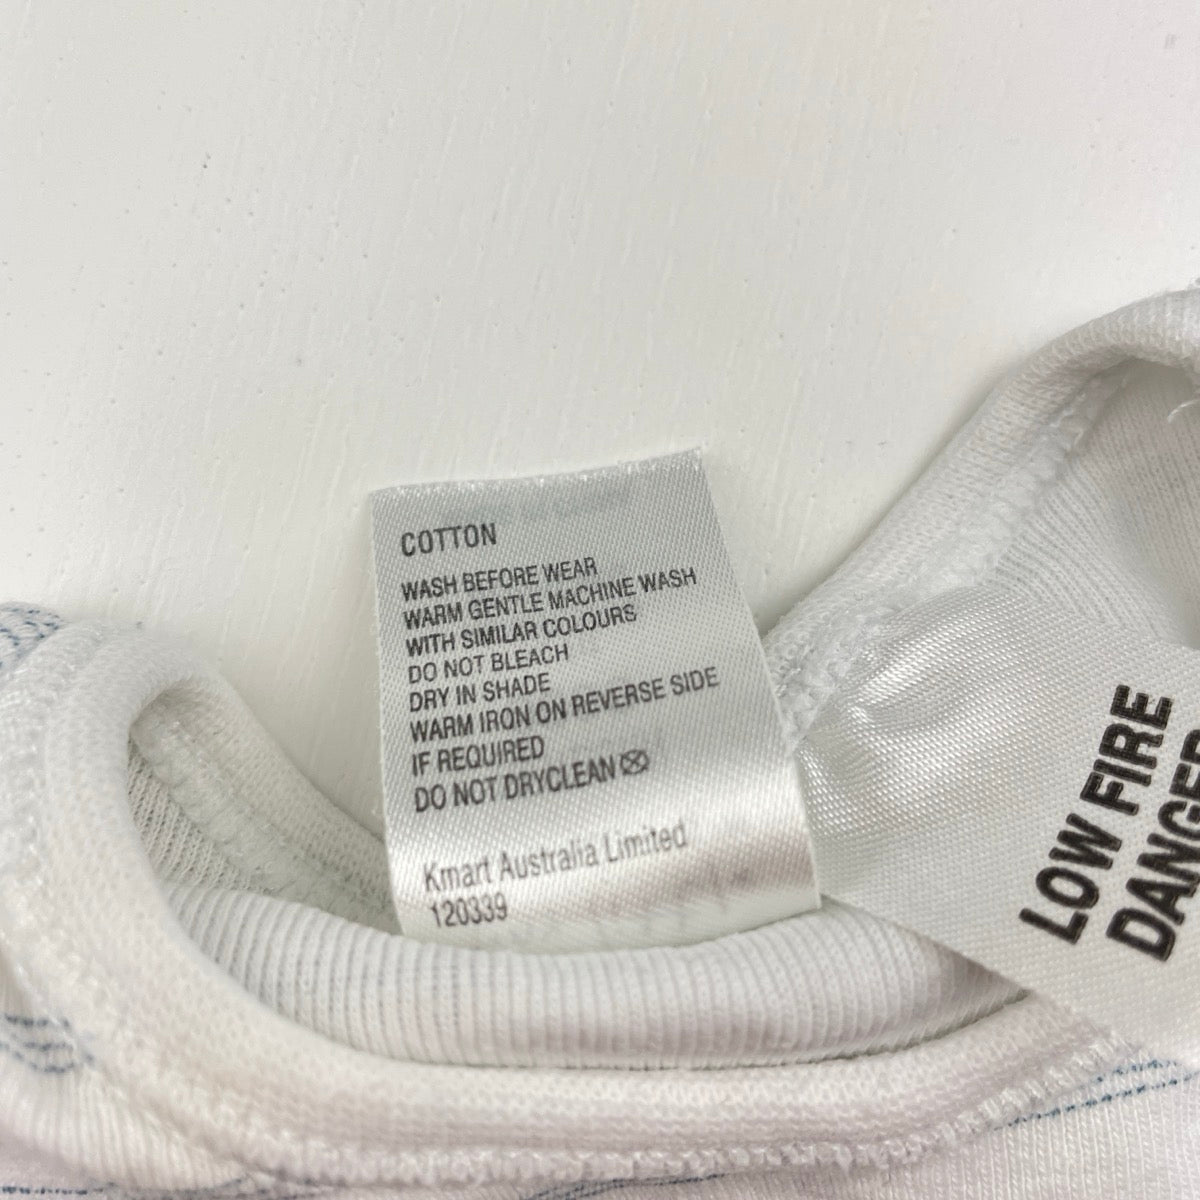 COTTON
WASH BEFORE WEAR
WARM GENTLE MACHINE WASH
WITH SIMILAR COLOURS
DO NOT BLEACH
DRY IN SHADE
WARM IRON ON REVERSE SIDE
IF REQUIRED
DO NOT DRYCLEAN
Kmart Australia Limited
120339
LOW FIRE
DANGER